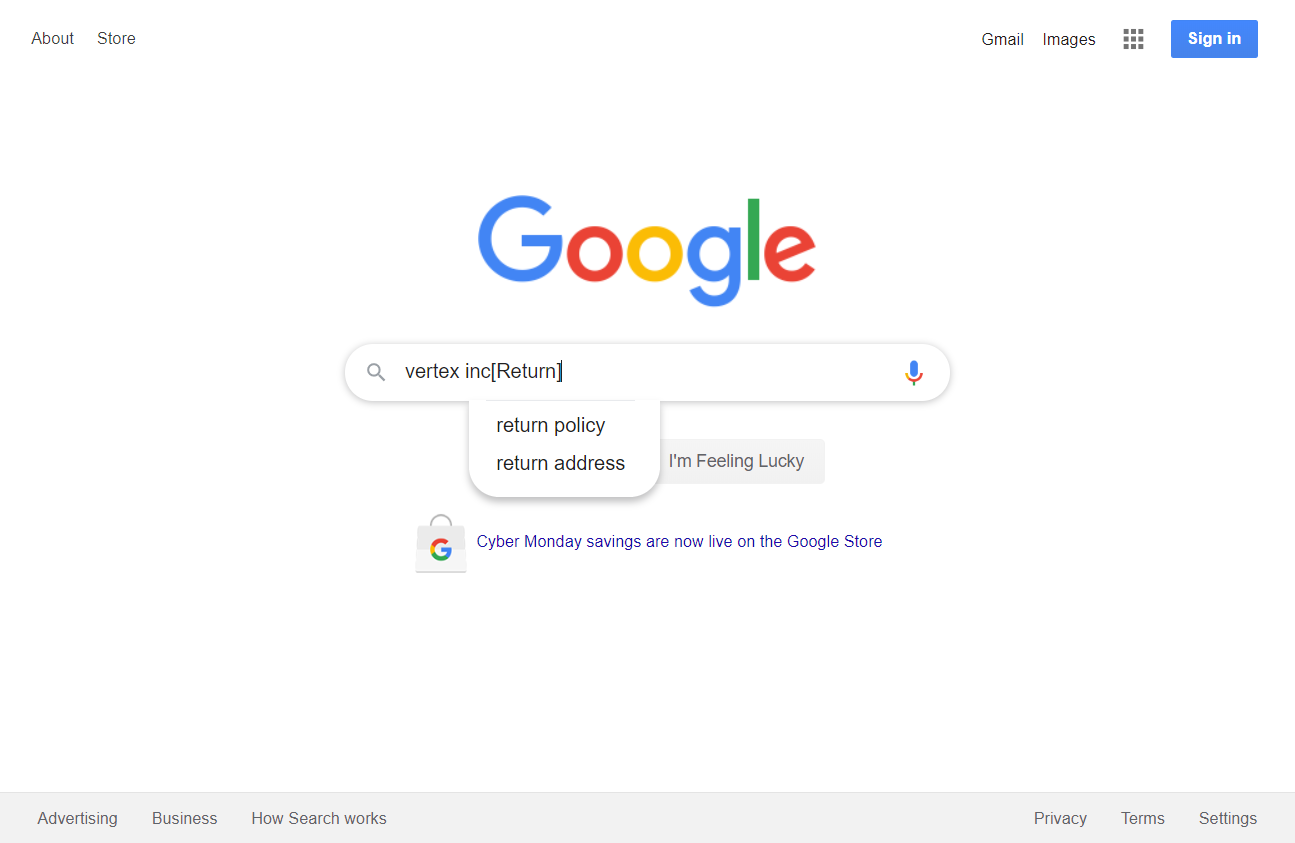 About Store Gmail Images Sign in
Google
vertex inc[Return]
return policy
return address
I'm Feeling Lucky
G
Cyber Monday savings are now live on the Google Store
Advertising Business How Search works Privacy Terms Settings